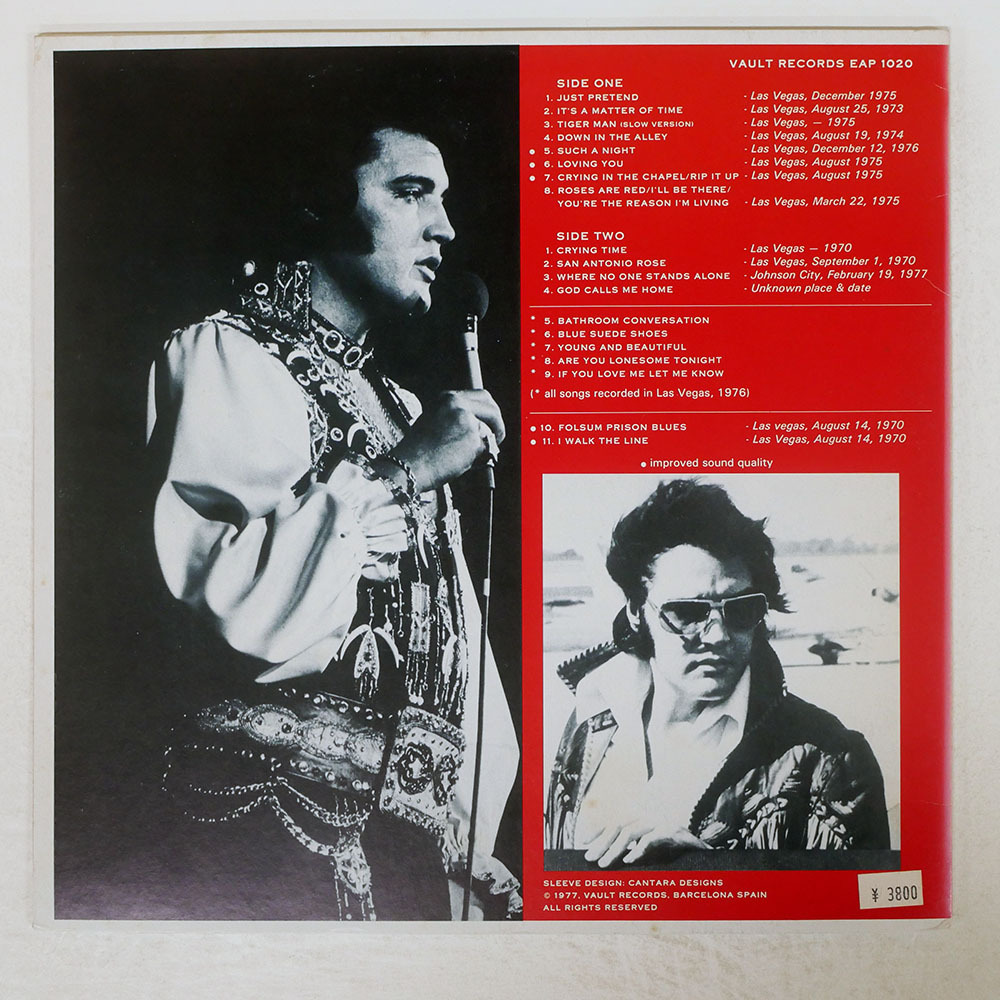 VAULT RECORDS EAP 1020
SIDE ONE
1. JUST PRETEND - Las Vegas, December 1975
2. IT'S A MATTER OF TIME - Las Vegas, August 25, 1973
3. TIGER MAN (SLOW VERSION) - Las Vegas, — 1975
4. DOWN IN THE ALLEY - Las Vegas, August 19, 1974
● 5. SUCH A NIGHT - Las Vegas, December 12, 1976
● 6. LOVING YOU - Las Vegas, August 1975
● 7. CRYING IN THE CHAPEL/RIP IT UP - Las Vegas, August 1975
8. ROSES ARE RED/I'LL BE THERE/
YOU'RE THE REASON I'M LIVING - Las Vegas, March 22, 1975
SIDE TWO
1. CRYING TIME - Las Vegas — 1970
2. SAN ANTONIO ROSE - Las Vegas, September 1, 1970
3. WHERE NO ONE STANDS ALONE - Johnson City, February 19, 1977
4. GOD CALLS ME HOME - Unknown place & date
* 5. BATHROOM CONVERSATION
* 6. BLUE SUEDE SHOES
* 7. YOUNG AND BEAUTIFUL
* 8. ARE YOU LONESOME TONIGHT
* 9. IF YOU LOVE ME LET ME KNOW
(* all songs recorded in Las Vegas, 1976)
● 10. FOLSUM PRISON BLUES - Las vegas, August 14, 1970
● 11. I WALK THE LINE - Las Vegas, August 14, 1970
● improved sound quality
SLEEVE DESIGN: CANTARA DESIGNS
© 1977, VAULT RECORDS, BARCELONA SPAIN
ALL RIGHTS RESERVED
¥ 3800